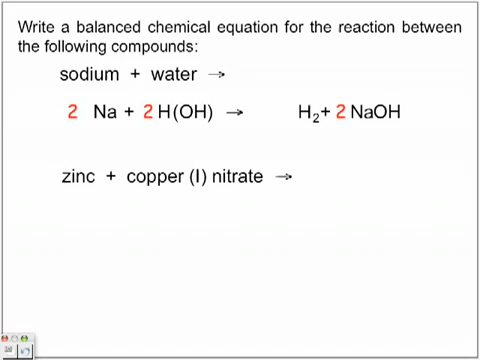 Write a balanced chemical equation for the reaction between
the following compounds:
sodium + water →
2 Na + 2 H(OH) → H₂+ 2 NaOH
zinc + copper (I) nitrate →